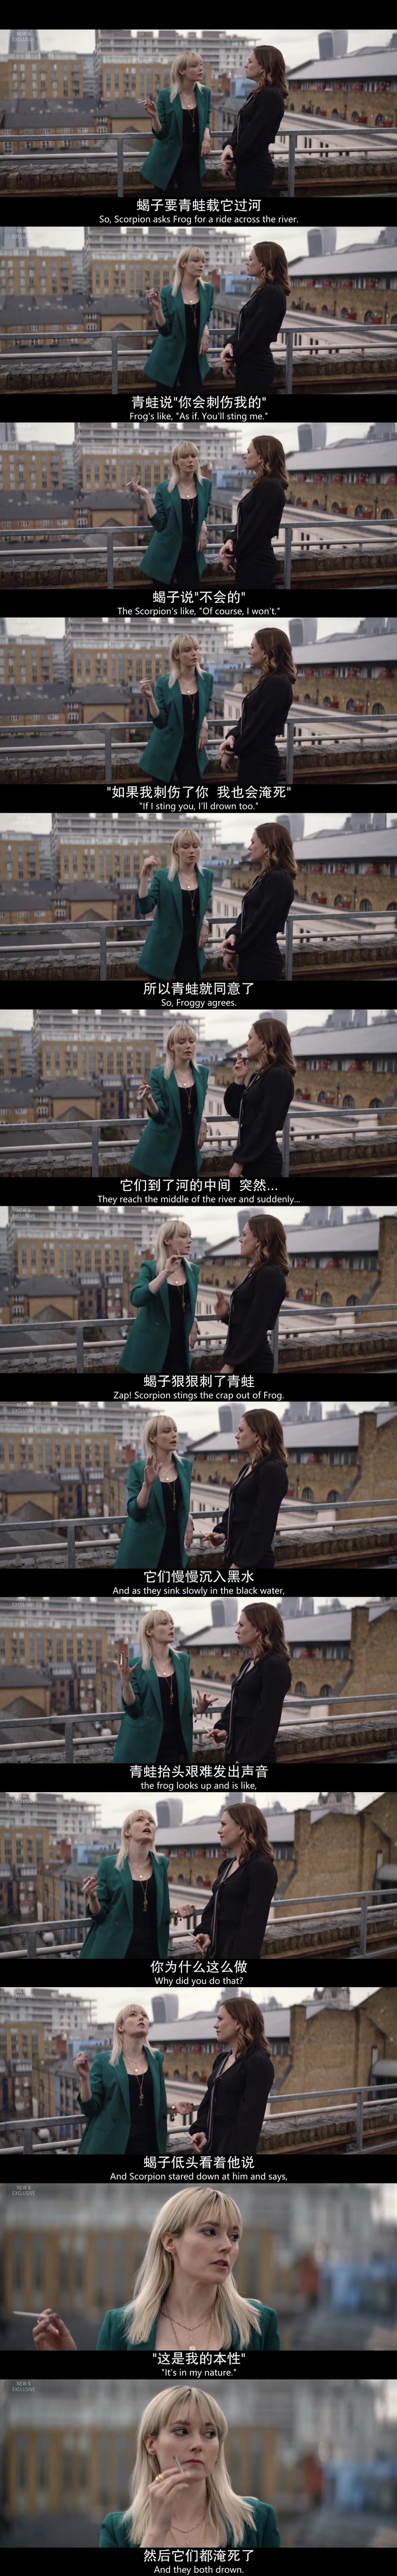 NEW &
EXCLUSIVE
蝎子要青蛙载它过河
So, Scorpion asks Frog for a ride across the river.
青蛙说"你会刺伤我的"
Frog's like, "As if. You'll sting me."
蝎子说"不会的"
The Scorpion's like, "Of course, I won't."
"如果我刺伤了你 我也会淹死"
"If I sting you, I'll drown too."
所以青蛙就同意了
So, Froggy agrees.
它们到了河的中间 突然...
They reach the middle of the river and suddenly...
NEW &
EXCLUSIVE
蝎子狠狠刺了青蛙
Zap! Scorpion stings the crap out of Frog.
它们慢慢沉入黑水
And as they sink slowly in the black water,
青蛙抬头艰难发出声音
the frog looks up and is like,
你为什么这么做
Why did you do that?
蝎子低头看着他说
And Scorpion stared down at him and says,
NEW &
EXCLUSIVE
"这是我的本性"
"It's in my nature."
NEW &
EXCLUSIVE
然后它们都淹死了
And they both drown.